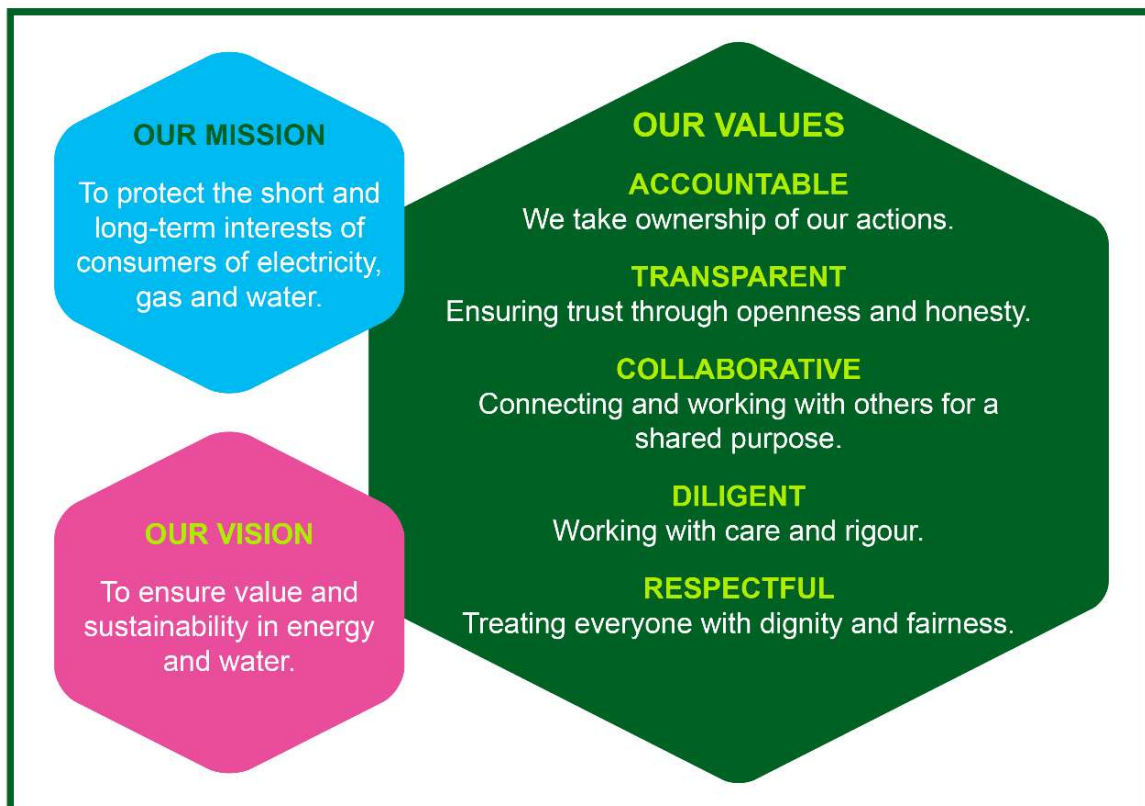 OUR MISSION
To protect the short and
long-term interests of
consumers of electricity,
gas and water.
OUR VISION
To ensure value and
sustainability in energy
and water.
OUR VALUES
ACCOUNTABLE
We take ownership of our actions.
TRANSPARENT
Ensuring trust through openness and honesty.
COLLABORATIVE
Connecting and working with others for a
shared purpose.
DILIGENT
Working with care and rigour.
RESPECTFUL
Treating everyone with dignity and fairness.